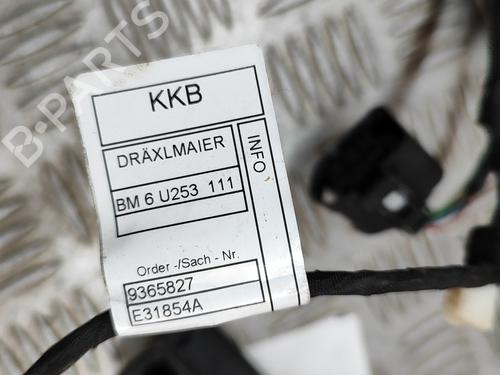 B-PARTS
KKB
DRÄXLMAIER
INFO
BM 6 U253 111
Order -/Sach - Nr.
9365827
E31854A